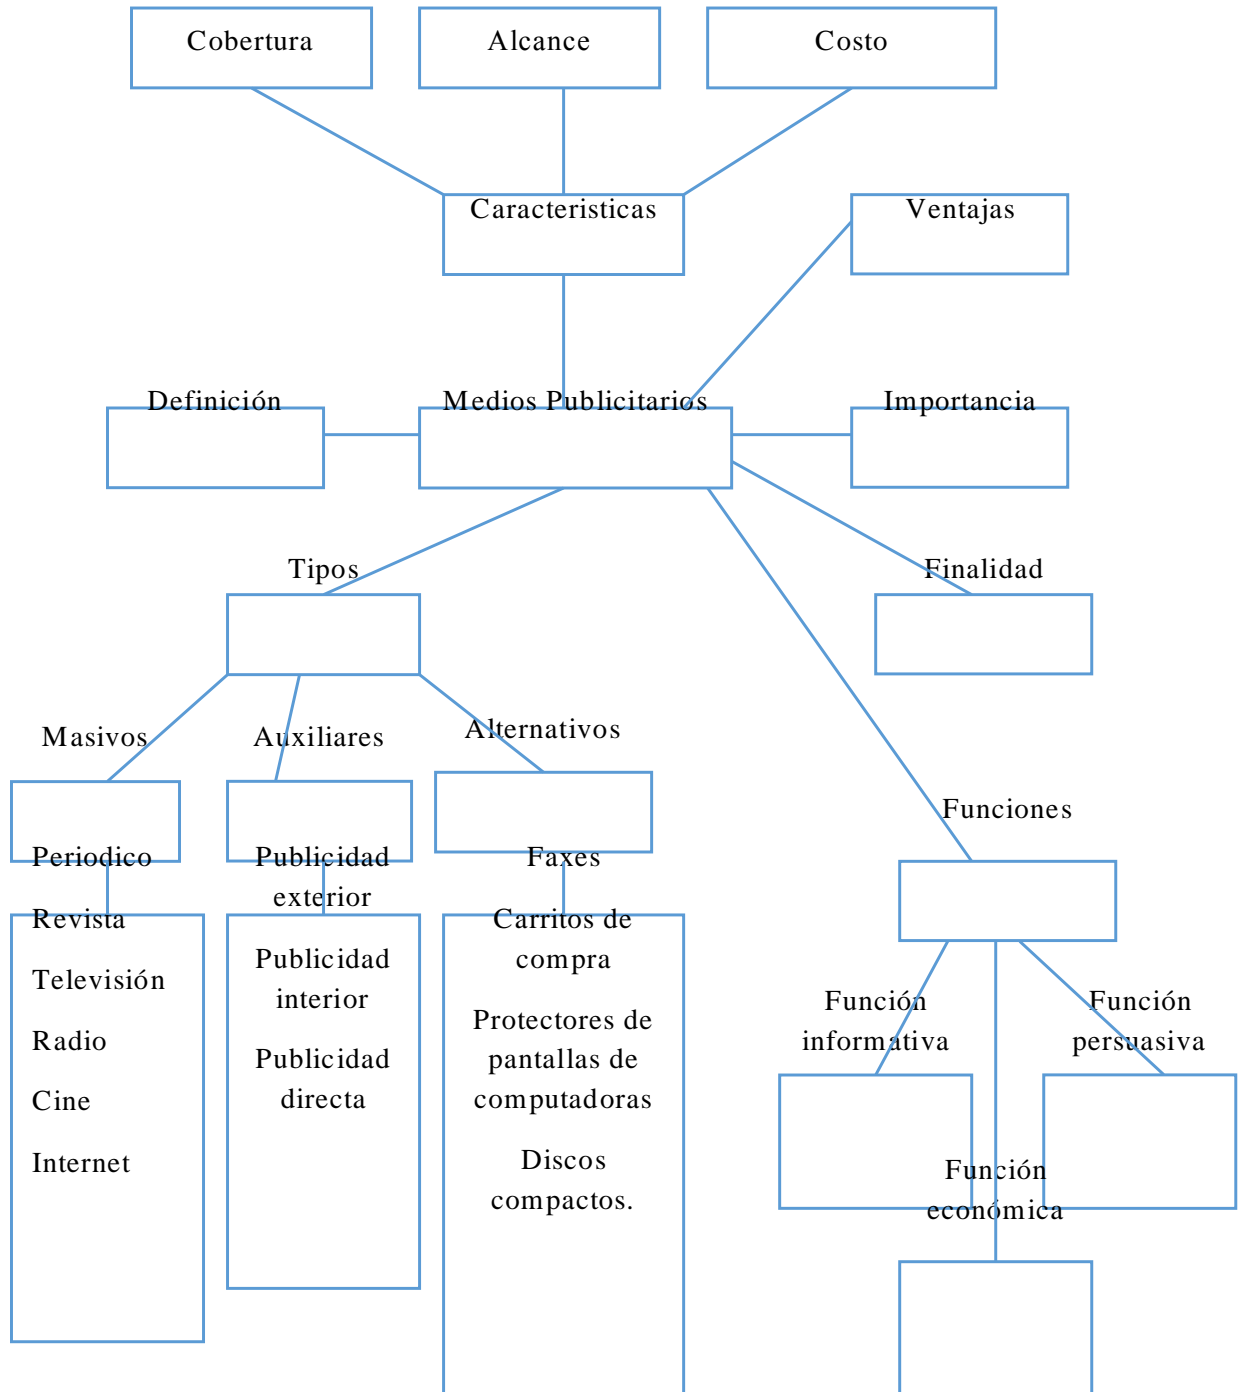 Cobertura
Alcance
Costo
Caracteristicas
Ventajas
Definición
Medios Publicitarios
Importancia
Tipos
Finalidad
Masivos
Auxiliares
Alternativos
Funciones
Periodico
Revista
Televisión
Radio
Cine
Internet
Publicidad
exterior
Publicidad
interior
Publicidad
directa
Faxes
Carritos de
compra
Protectores de
pantallas de
computadoras
Discos
compactos.
Función
informativa
Función
económica
Función
persuasiva